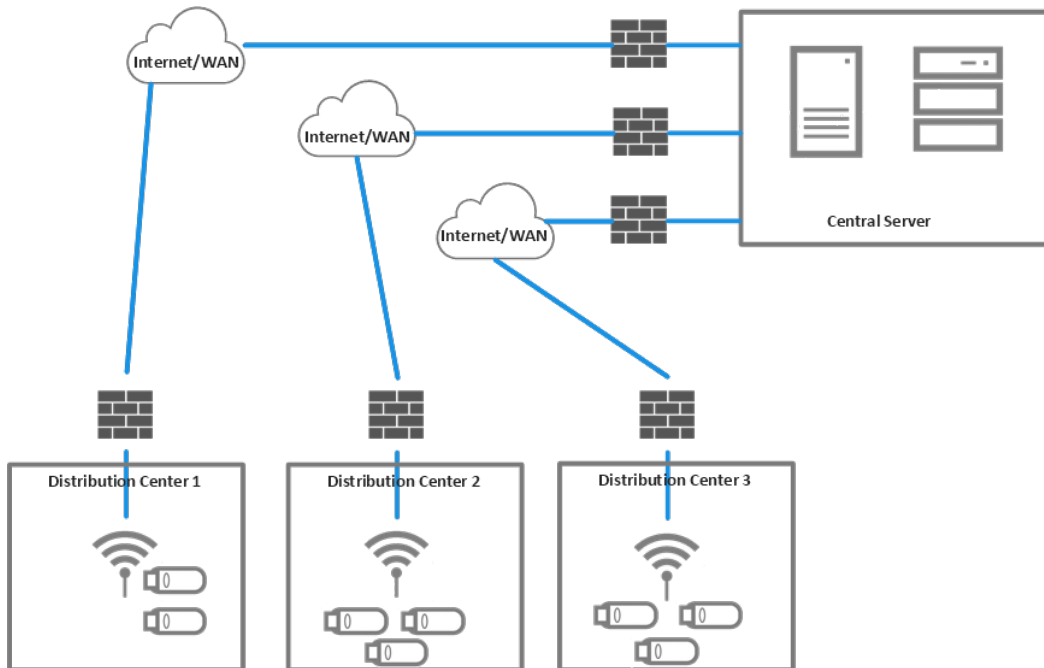 Internet/WAN
Internet/WAN
Internet/WAN
Central Server
Distribution Center 1
Distribution Center 2
Distribution Center 3